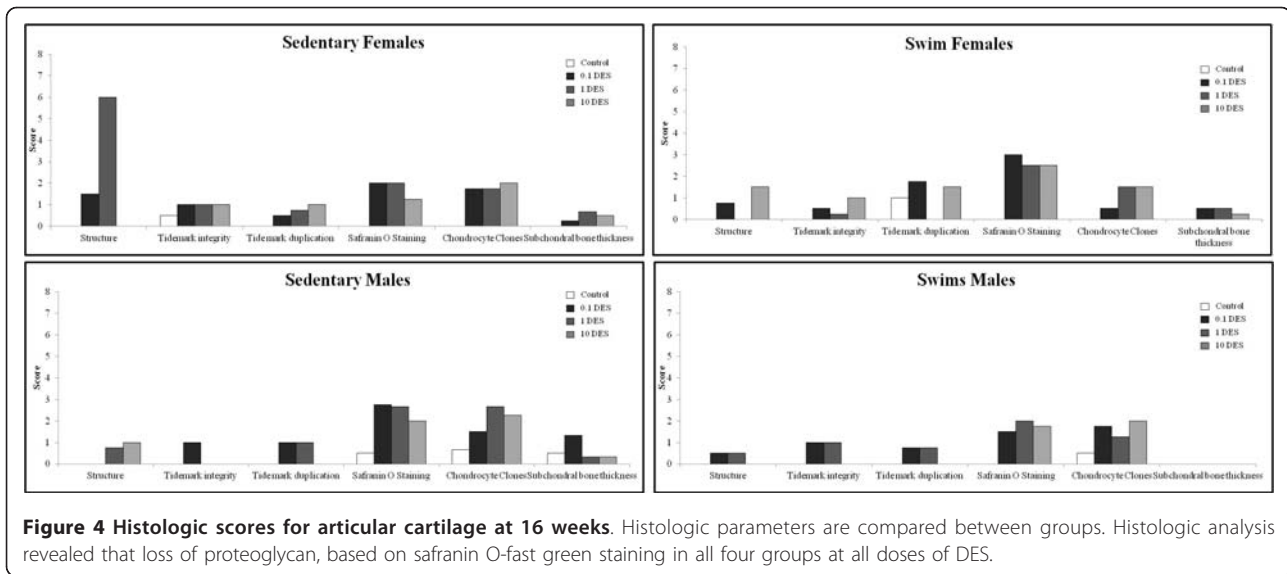 Sedentary Females
8
7
6
5
4
3
2
1
0
Score
Control
0.1 DES
1 DES
10 DES
Structure Tidemark integrity Tidemark duplication Safranin O Staining Chondrocyte Clones Subchondral bone thickness
Swim Females
8
7
6
5
4
3
2
1
0
Score
Control
0.1 DES
1 DES
10 DES
Structure Tidemark integrity Tidemark duplication Safranin O Staining Chondrocyte Clones Subchondral bone
thickness
Sedentary Males
8
7
6
5
4
3
2
1
0
Score
Control
0.1 DES
1 DES
10 DES
Structure Tidemark integrity Tidemark duplication Safranin O Staining Chondrocyte Clones Subchondral bone thickness
Swims Males
8
7
6
5
4
3
2
1
0
Score
Control
0.1 DES
1 DES
10 DES
Structure Tidemark integrity Tidemark duplication Safranin O Staining Chondrocyte Clones Subchondral bone thickness
Figure 4 Histologic scores for articular cartilage at 16 weeks. Histologic parameters are compared between groups. Histologic analysis
revealed that loss of proteoglycan, based on safranin O-fast green staining in all four groups at all doses of DES.